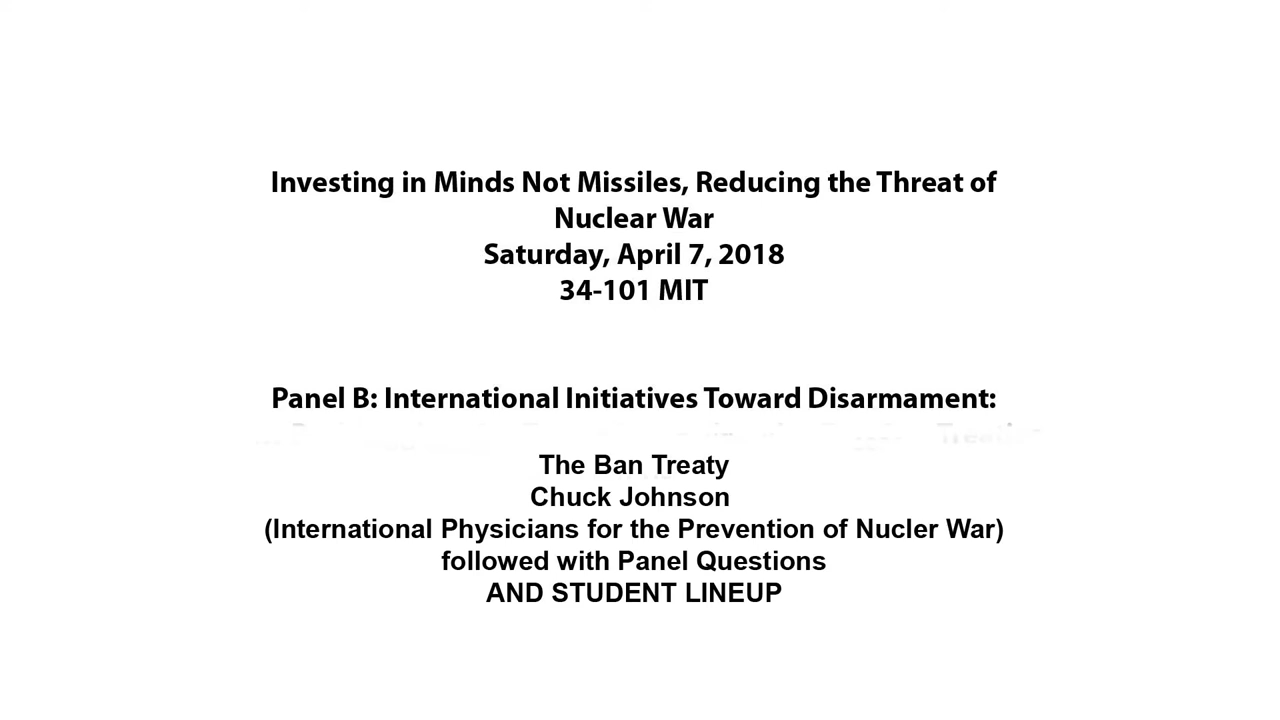 Investing in Minds Not Missiles, Reducing the Threat of
Nuclear War
Saturday, April 7, 2018
34-101 MIT
Panel B: International Initiatives Toward Disarmament:
The Ban Treaty
Chuck Johnson
(International Physicians for the Prevention of Nucler War)
followed with Panel Questions
AND STUDENT LINEUP